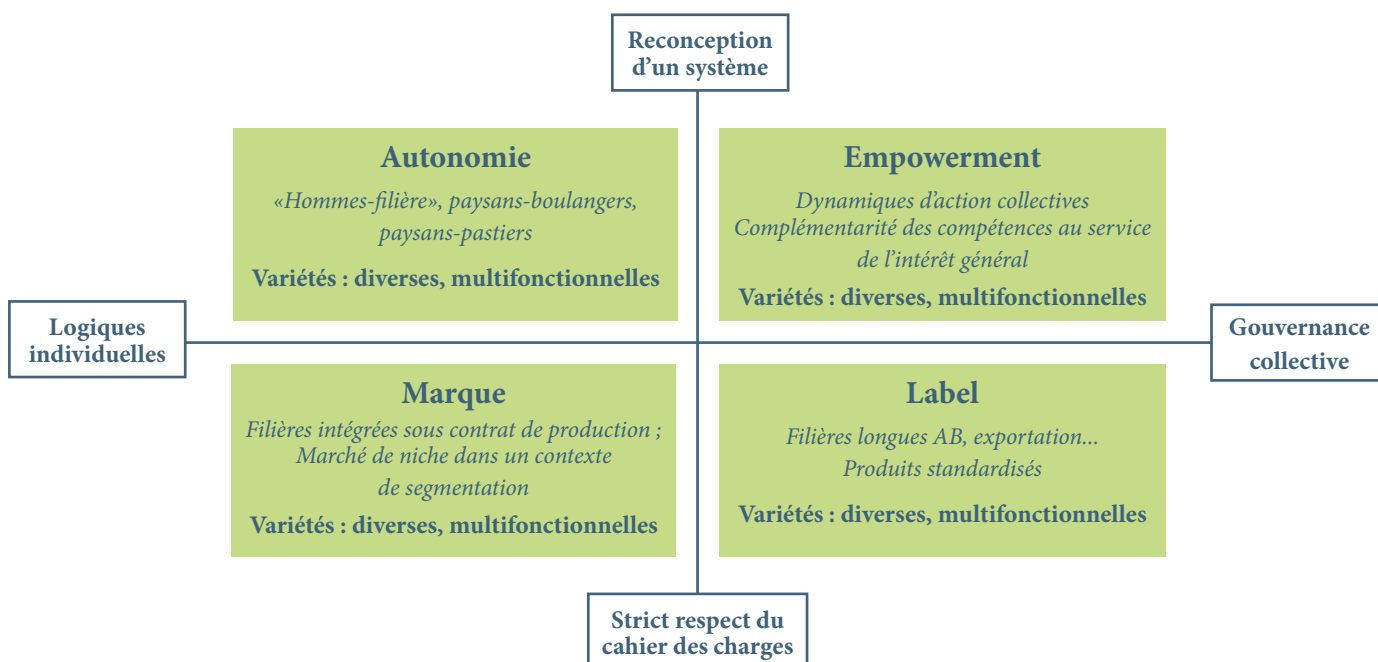 Reconception
d'un système
Autonomie
«Hommes-filière», paysans-boulangers,
paysans-pastiers
Variétés : diverses, multifonctionnelles
Empowerment
Dynamiques d'action collectives
Complémentarité des compétences au service
de l'intérêt général
Variétés : diverses, multifonctionnelles
Logiques
individuelles
Gouvernance
collective
Marque
Filières intégrées sous contrat de production ;
Marché de niche dans un contexte
de segmentation
Variétés : diverses, multifonctionnelles
Label
Filières longues AB, exportation...
Produits standardisés
Variétés : diverses, multifonctionnelles
Strict respect du
cahier des charges